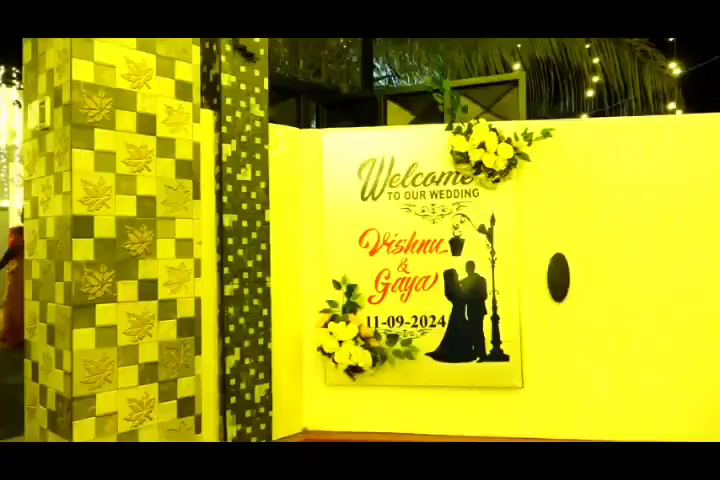 Welcome
TO OUR WEDDING
Vishnu
&
Gaya
11-09-2024